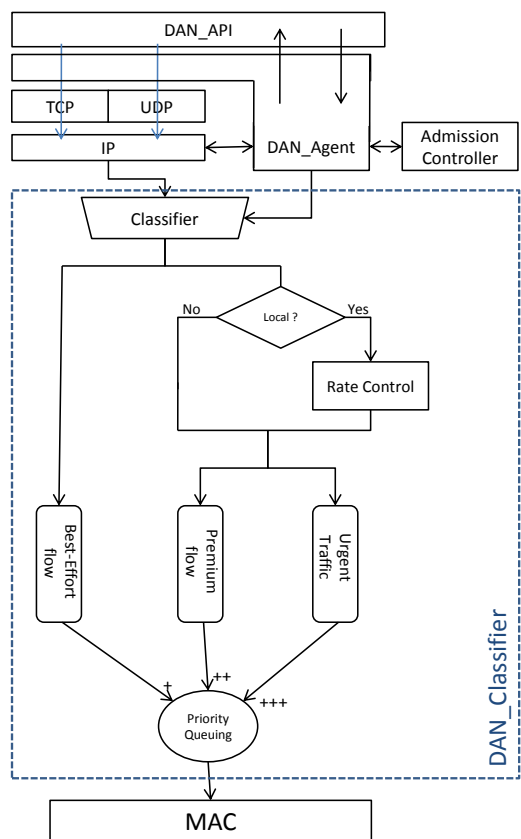 DAN_API
TCP
UDP
IP
DAN_Agent
Admission
Controller
Classifier
No
Local ?
Yes
Rate Control
Best-Effort
flow
Premium
flow
Urgent
Traffic
+
++
+++
Priority
Queuing
DAN_Classifier
MAC